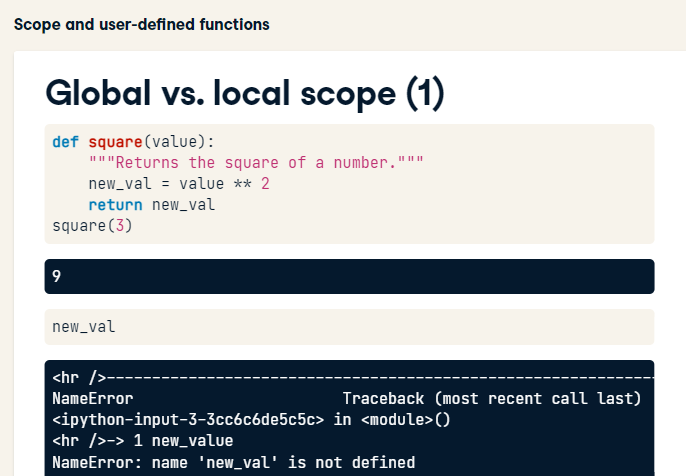 Scope and user-defined functions
Global vs. local scope (1)
def square(value):
    """Returns the square of a number."""
    new_val = value ** 2
    return new_val
square(3)
9
new_val
<hr />-----------------------------------------------------------
NameError                       Traceback (most recent call last)
<ipython-input-3-3cc6c6de5c5c> in <module>()
<hr />-> 1 new_value
NameError: name 'new_val' is not defined